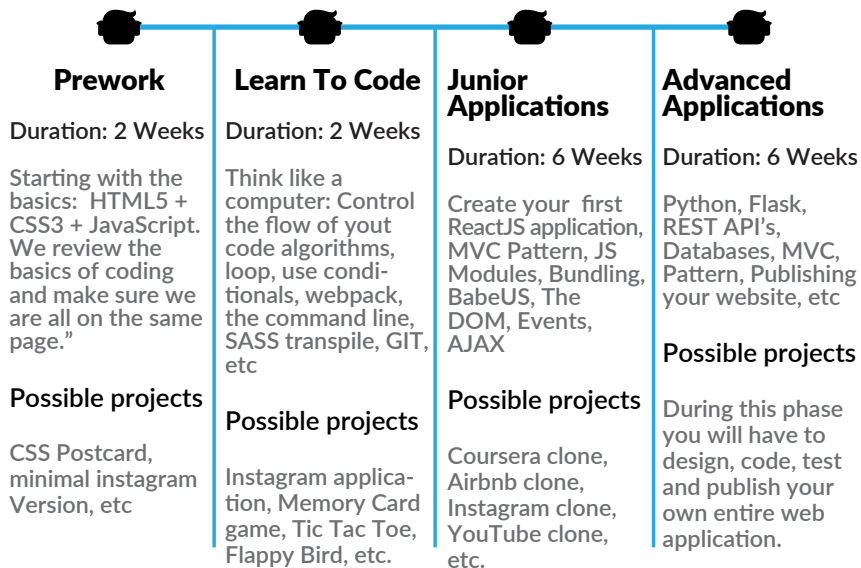 Prework
Duration: 2 Weeks
Starting with the
basics:  HTML5 +
CSS3 + JavaScript.
We review the
basics of coding
and make sure we
are all on the same
page.”
Possible projects
CSS Postcard,
minimal instagram
Version, etc
Learn To Code
Duration: 2 Weeks
Think like a
computer: Control
the flow of yout
code algorithms,
loop, use condi-
tionals, webpack,
the command line,
SASS transpile, GIT,
etc
Possible projects
Instagram applica-
tion, Memory Card
game, Tic Tac Toe,
Flappy Bird, etc.
Junior
Applications
Duration: 6 Weeks
Create your  first
ReactJS application,
MVC Pattern, JS
Modules, Bundling,
BabeUS, The
DOM, Events,
AJAX
Possible projects
Coursera clone,
Airbnb clone,
Instagram clone,
YouTube clone,
etc.
Advanced
Applications
Duration: 6 Weeks
Python, Flask,
REST API’s,
Databases, MVC,
Pattern, Publishing
your website, etc
Possible projects
During this phase
you will have to
design, code, test
and publish your
own entire web
application.